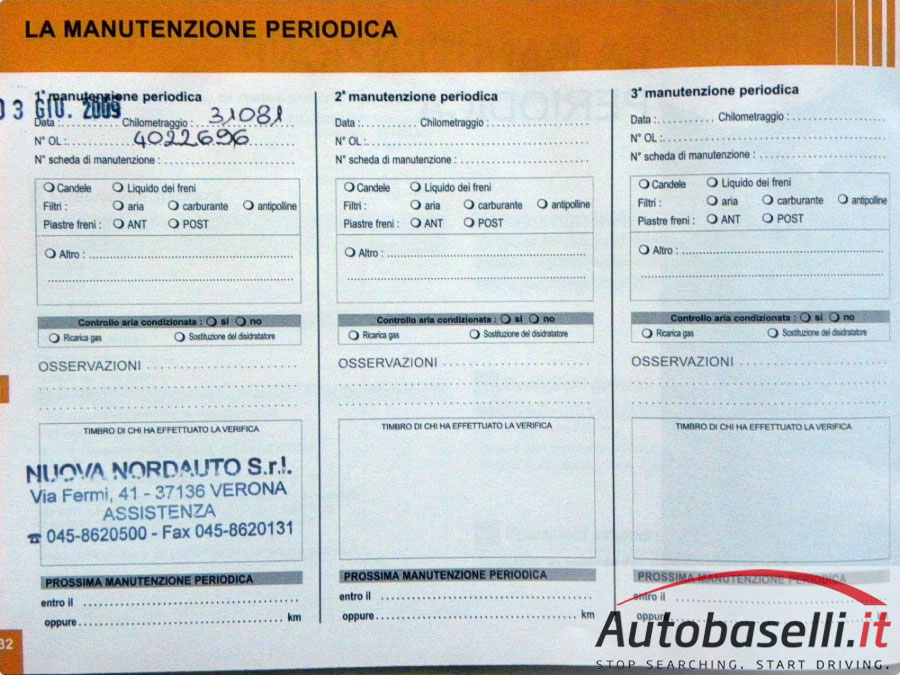 LA MANUTENZIONE PERIODICA
1ª manutenzione periodica
03 GIU. 2009
Data : Chilometraggio : 31081
N° OL : 4022696
N° scheda di manutenzione :
Candele Liquido dei freni
Filtri : aria carburante antipolline
Piastre freni : ANT POST
Altro :
Controllo aria condizionata : si no
Ricarica gas Sostituzione del disidratatore
OSSERVAZIONI
TIMBRO DI CHI HA EFFETTUATO LA VERIFICA
NUOVA NORDAUTO S.r.l.
Via Fermi, 41 - 37136 VERONA
ASSISTENZA
☎ 045-8620500 - Fax 045-8620131
PROSSIMA MANUTENZIONE PERIODICA
entro il
oppure km
32
2ª manutenzione periodica
Data : Chilometraggio :
N° OL :
N° scheda di manutenzione :
Candele Liquido dei freni
Filtri : aria carburante antipolline
Piastre freni : ANT POST
Altro :
Controllo aria condizionata : si no
Ricarica gas Sostituzione del disidratatore
OSSERVAZIONI
TIMBRO DI CHI HA EFFETTUATO LA VERIFICA
PROSSIMA MANUTENZIONE PERIODICA
entro il
oppure km
3ª manutenzione periodica
Data : Chilometraggio :
N° OL :
N° scheda di manutenzione :
Candele Liquido dei freni
Filtri : aria carburante antipolline
Piastre freni : ANT POST
Altro :
Controllo aria condizionata : si no
Ricarica gas Sostituzione del disidratatore
OSSERVAZIONI
TIMBRO DI CHI HA EFFETTUATO LA VERIFICA
PROSSIMA MANUTENZIONE PERIODICA
entro il
oppure
Autobaselli.it
STOP SEARCHING. START DRIVING.